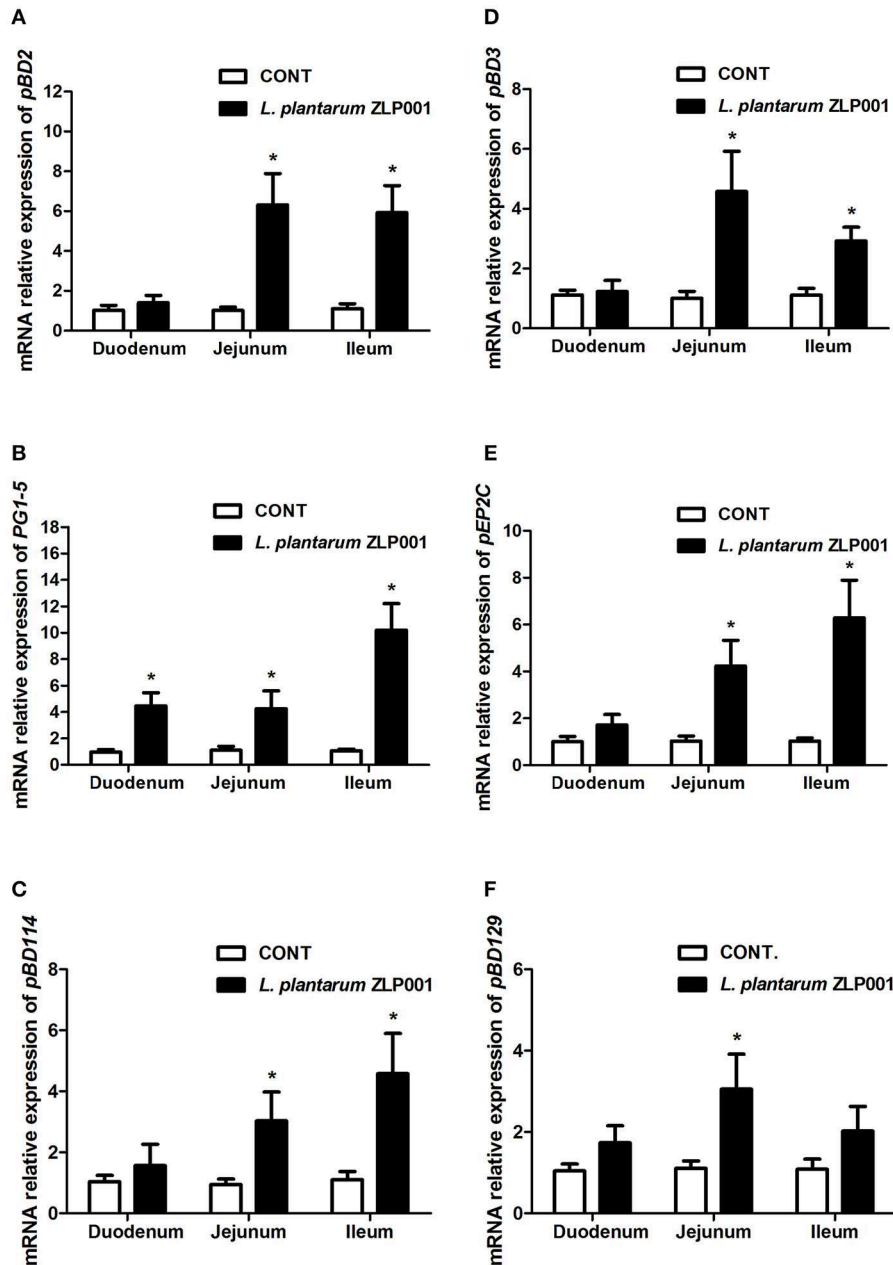 A
mRNA relative expression of pBD2
12
10
8
6
4
2
0
CONT
L. plantarum ZLP001
* *
Duodenum Jejunum Ileum
B
mRNA relative expression of PG1-5
18
16
14
12
10
8
6
4
2
0
CONT
L. plantarum ZLP001
* * *
Duodenum Jejunum Ileum
C
mRNA relative expression of pBD114
8
6
4
2
0
CONT
L. plantarum ZLP001
* *
Duodenum Jejunum Ileum
D
mRNA relative expression of pBD3
8
6
4
2
0
CONT
L. plantarum ZLP001
* *
Duodenum Jejunum Ileum
E
mRNA relative expression of pEP2C
10
8
6
4
2
0
CONT
L. plantarum ZLP001
* *
Duodenum Jejunum Ileum
F
mRNA relative expression of pBD129
6
4
2
0
CONT.
L. plantarum ZLP001
*
Duodenum Jejunum Ileum